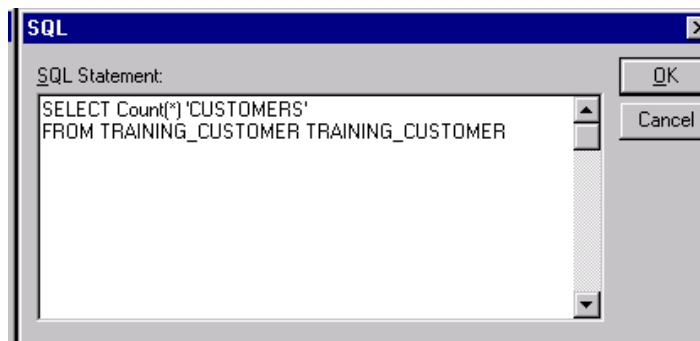 SQL
SQL Statement:
SELECT Count(*) 'CUSTOMERS'
FROM TRAINING_CUSTOMER TRAINING_CUSTOMER
OK
Cancel